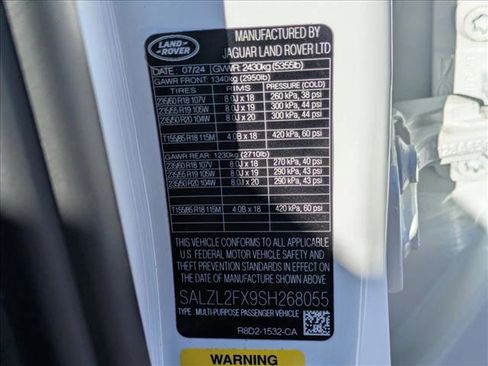 LAND
ROVER
MANUFACTURED BY
JAGUAR LAND ROVER LTD
DATE : 07/24 GVWR: 2430kg (5355lb)
GAWR FRONT: 1340kg (2950lb)
TIRES RIMS PRESSURE (COLD)
235/60 R18 107V 8.0J x 18 260 kPa, 38 psi
235/55 R19 105W 8.0J x 19 300 kPa, 44 psi
235/50 R20 104W 8.0J x 20 300 kPa, 44 psi
T155/85 R18 115M 4.0B x 18 420 kPa, 60 psi
GAWR REAR: 1230kg (2710lb)
235/60 R18 107V 8.0J x 18 270 kPa, 40 psi
235/55 R19 105W 8.0J x 19 290 kPa, 43 psi
235/50 R20 104W 8.0J x 20 290 kPa, 43 psi
T155/85 R18 115M 4.0B x 18 420 kPa, 60 psi
THIS VEHICLE CONFORMS TO ALL APPLICABLE
U.S. FEDERAL MOTOR VEHICLE SAFETY AND
THEFT PREVENTION STANDARDS IN EFFECT ON
THE DATE OF MANUFACTURE SHOWN ABOVE
SALZL2FX9SH268055
TYPE: MULTI-PURPOSE PASSENGER VEHICLE
R8D2-1532-CA
WARNING